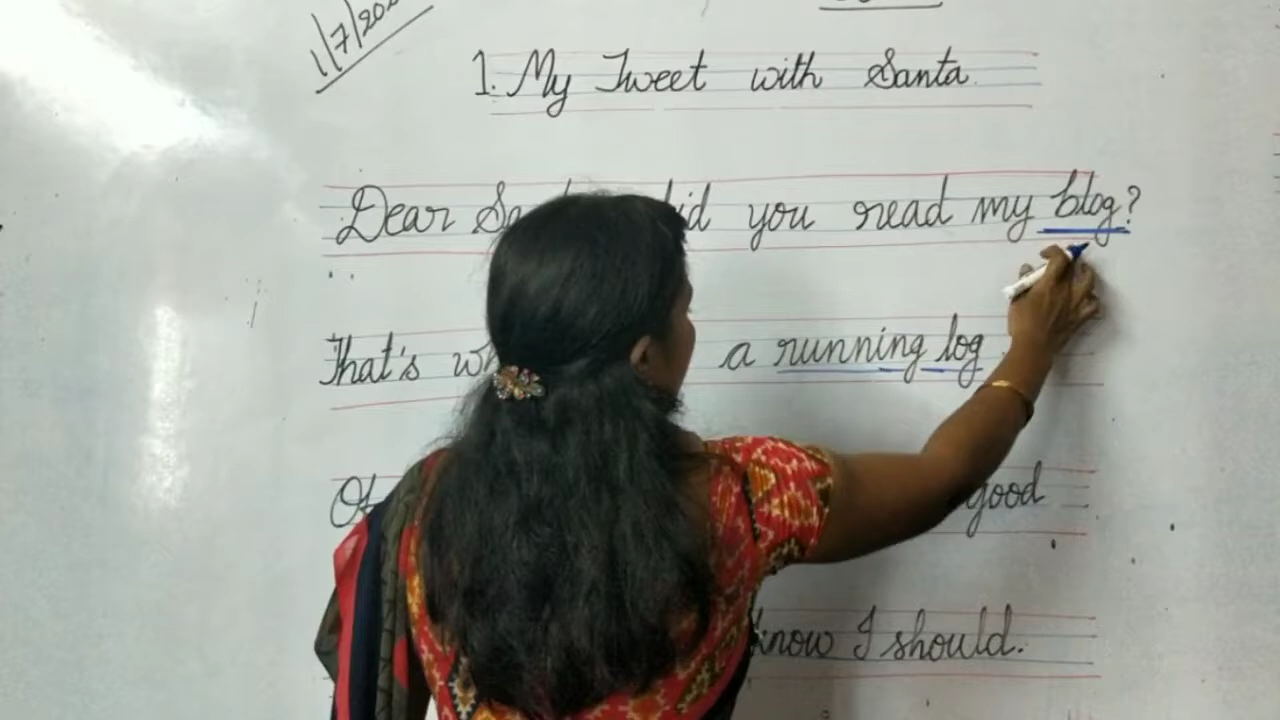 1/7/20
1. My Tweet with Santa
Dear did you read my blog?
That's a running log
Of good
know I should.